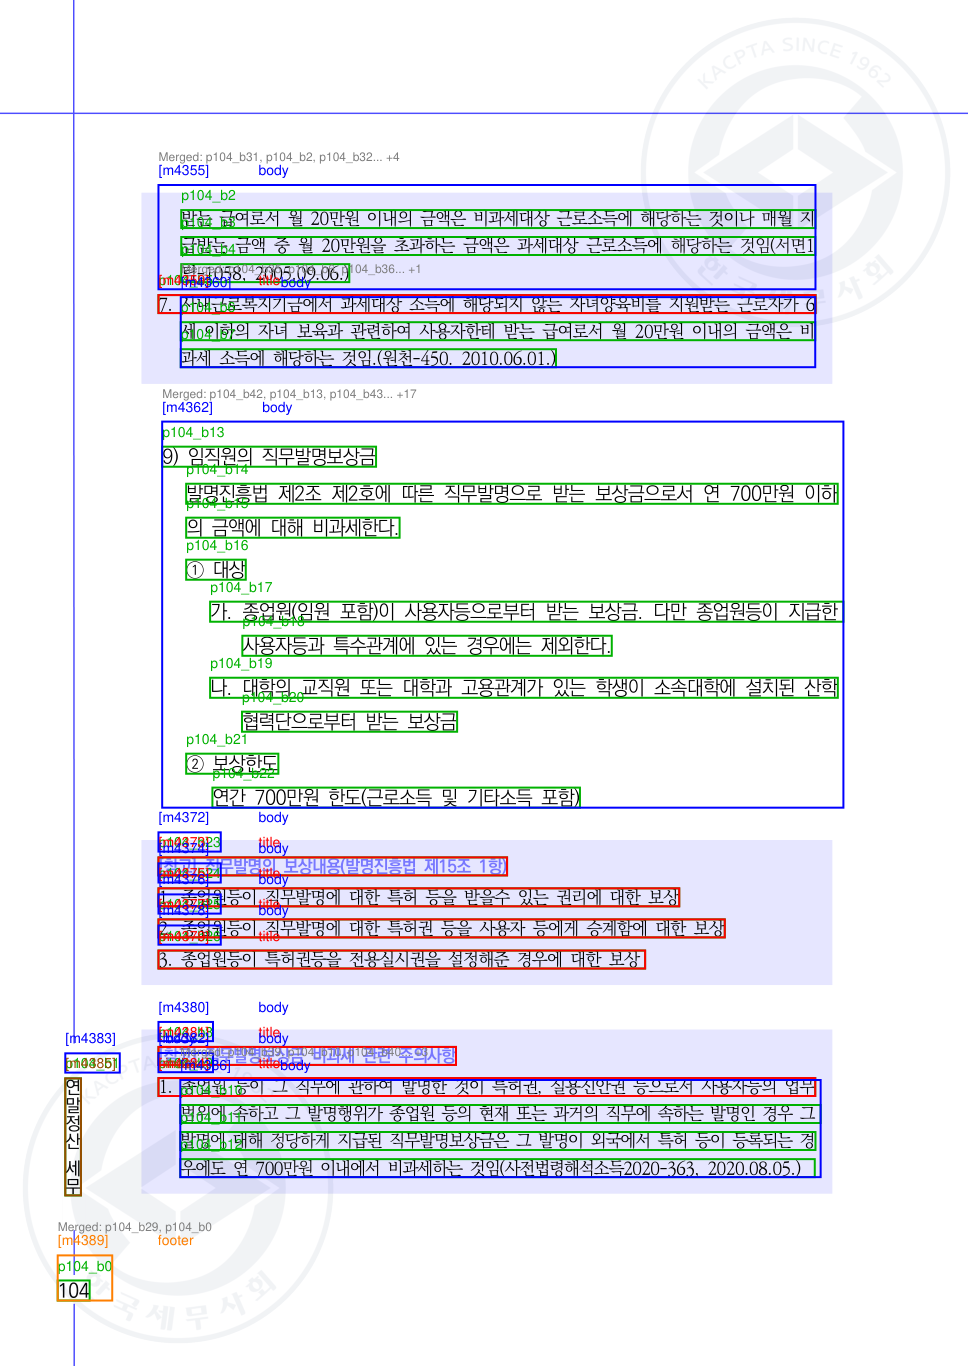 KACPTA SINCE 1962
Merged: p104_b31, p104_b2, p104_b32... +4
[m4355] body
p104_b2
받는 급여로서 월 20만원 이내의 금액은 비과세대상 근로소득에 해당하는 것이나 매월 지
급받는 금액 중 월 20만원을 초과하는 금액은 과세대상 근로소득에 해당하는 것임(서면1
p104_b4
058, 2005.09.06.)
[m4360] body
title
7. 사내근로복지기금에서 과세대상 소득에 해당되지 않는 자녀양육비를 지원받는 근로자가 6
세 이하의 자녀 보육과 관련하여 사용자한테 받는 급여로서 월 20만원 이내의 금액은 비
과세 소득에 해당하는 것임.(원천-450. 2010.06.01.)
Merged: p104_b42, p104_b13, p104_b43... +17
[m4362] body
p104_b13
9) 임직원의 직무발명보상금
p104_b14
발명진흥법 제2조 제2호에 따른 직무발명으로 받는 보상금으로서 연 700만원 이하
p104_b15
의 금액에 대해 비과세한다.
p104_b16
① 대상
p104_b17
가. 종업원(임원 포함)이 사용자등으로부터 받는 보상금. 다만 종업원등이 지급한
p104_b18
사용자등과 특수관계에 있는 경우에는 제외한다.
p104_b19
나. 대학의 교직원 또는 대학과 고용관계가 있는 학생이 소속대학에 설치된 산학
p104_b20
협력단으로부터 받는 보상금
p104_b21
② 보상한도
p104_b22
연간 700만원 한도(근로소득 및 기타소득 포함)
[m4372] body
title
[m4374] body
(참고) 직무발명의 보상내용(발명진흥법 제15조 1항)
[m4376] body
1. 종업원등이 직무발명에 대한 특허 등을 받을수 있는 권리에 대한 보상
[m4378] body
2. 종업원등이 직무발명에 대한 특허권 등을 사용자 등에게 승계함에 대한 보상
title
3. 종업원등이 특허권등을 전용실시권을 설정해준 경우에 대한 보상
[m4380] body
title
[m4382] body
직무발명보상금 비과세 관련 주의사항
[m4386] body
1. 종업원 등이 그 직무에 관하여 발명한 것이 특허권, 실용신안권 등으로서 사용자등의 업무
p104_b10
범위에 속하고 그 발명행위가 종업원 등의 현재 또는 과거의 직무에 속하는 발명인 경우 그
p104_b11
발명에 대해 정당하게 지급된 직무발명보상금은 그 발명이 외국에서 특허 등이 등록되는 경
p104_b12
우에도 연 700만원 이내에서 비과세하는 것임(사전법령해석소득2020-363, 2020.08.05.)
[m4383]
연말정산 세무
Merged: p104_b29, p104_b0
[m4389] footer
p104_b0
104
한국세무사회